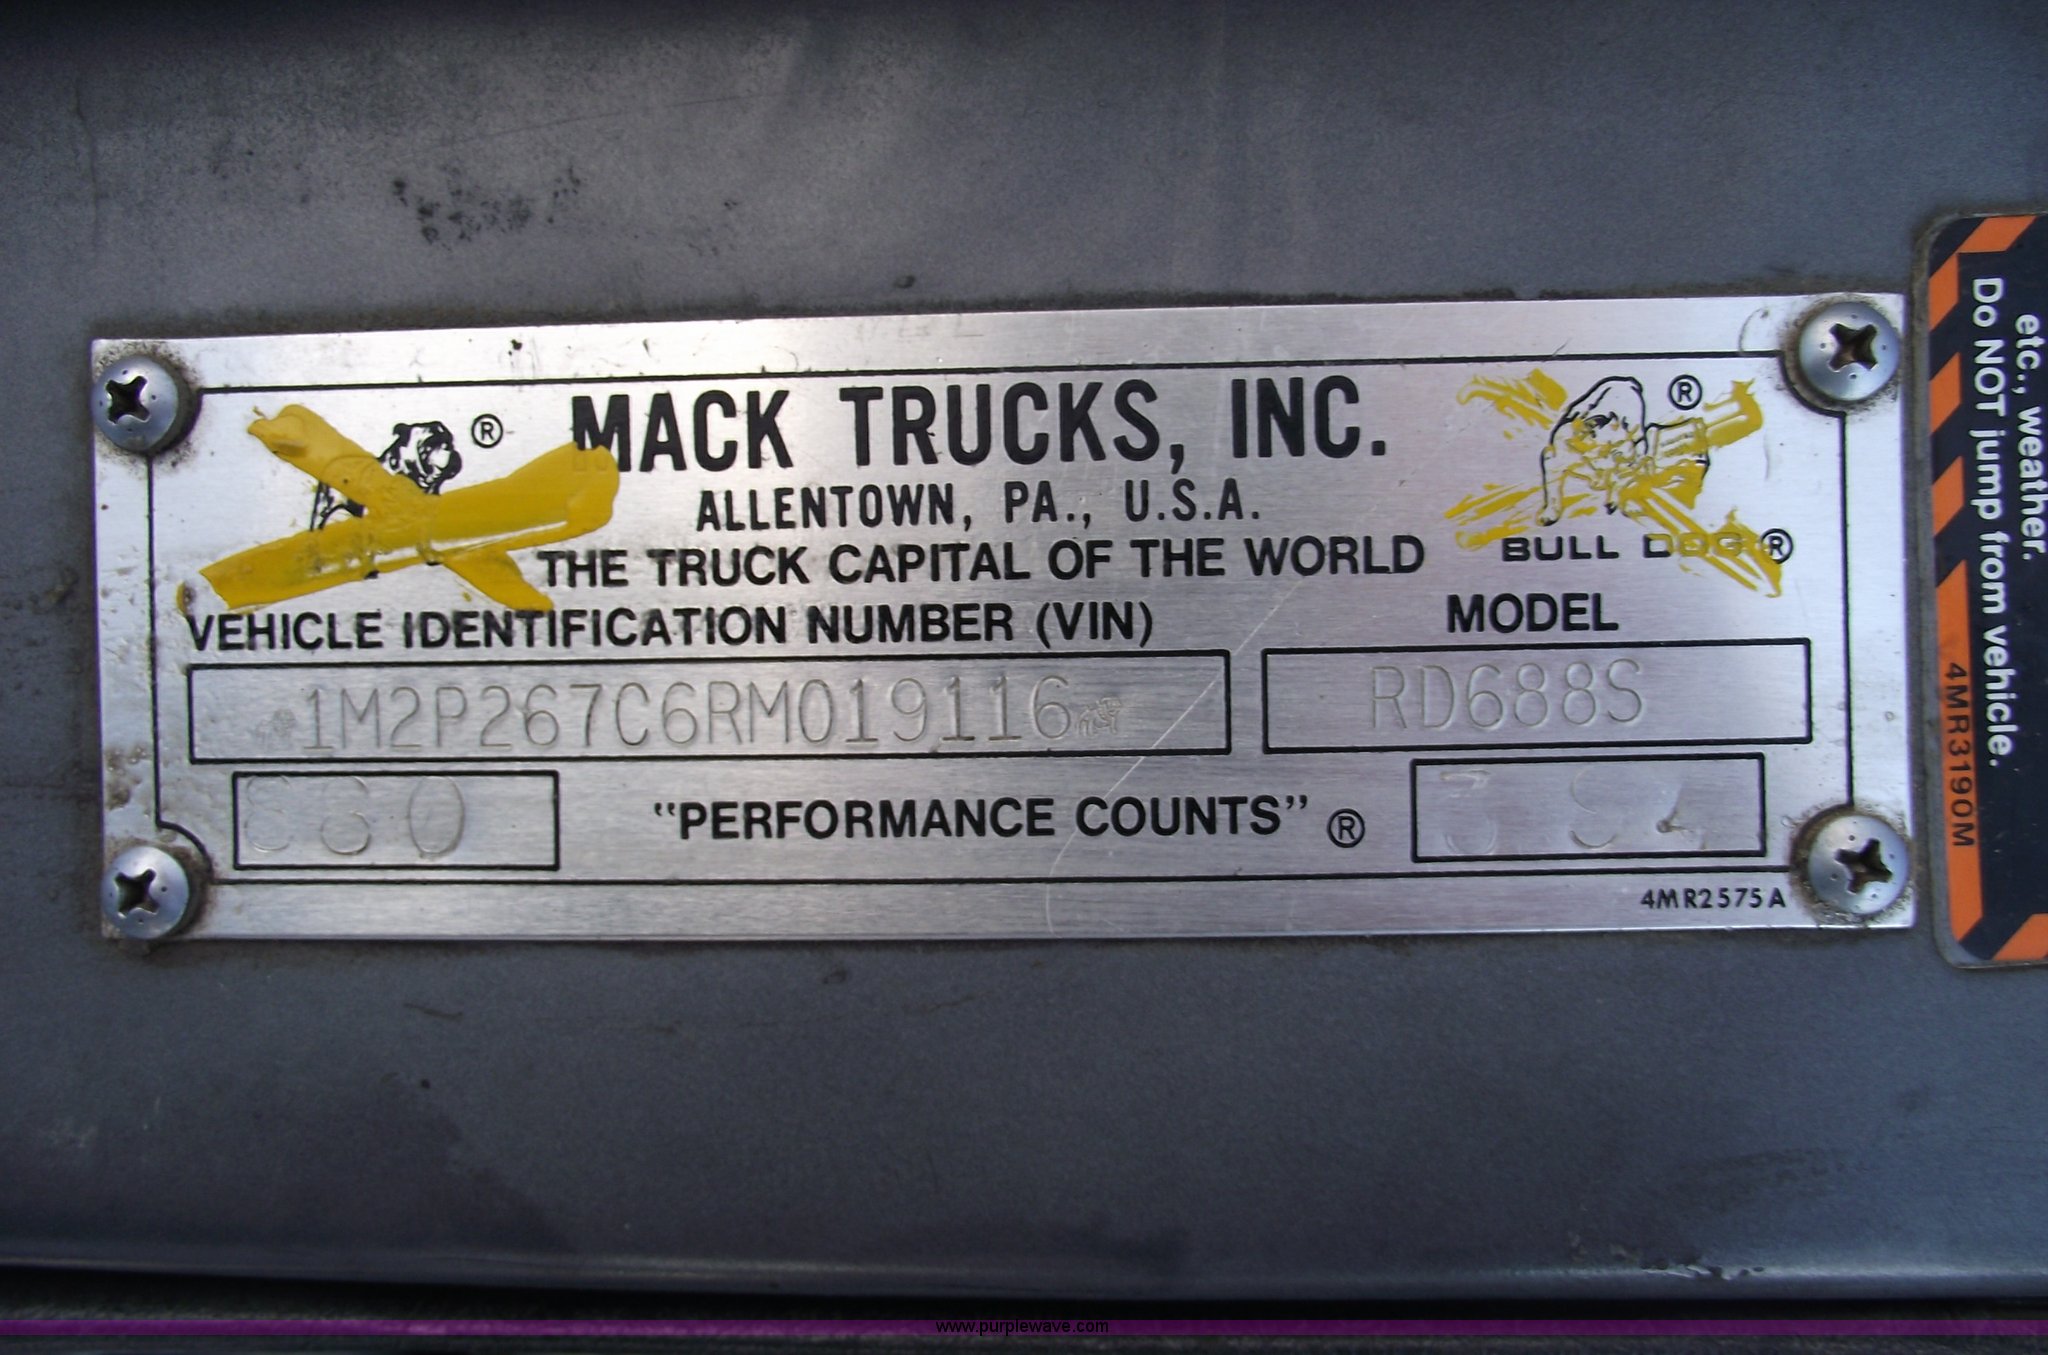 ®
MACK TRUCKS, INC.
®
ALLENTOWN, PA., U.S.A.
THE TRUCK CAPITAL OF THE WORLD
BULL DOG ®
VEHICLE IDENTIFICATION NUMBER (VIN)
MODEL
1M2P267C6RM019116
RD688S
"PERFORMANCE COUNTS" ®
4MR2575A
etc., weather.
Do NOT jump from vehicle.
4MR3190M
www.purplewave.com